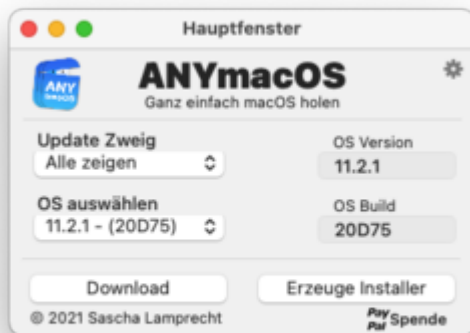 Hauptfenster
ANY
macOS
ANYmacOS
Ganz einfach macOS holen
Update Zweig
Alle zeigen
OS Version
11.2.1
OS auswählen
11.2.1 - (20D75)
OS Build
20D75
Download
Erzeuge Installer
© 2021 Sascha Lamprecht
PayPal Spende